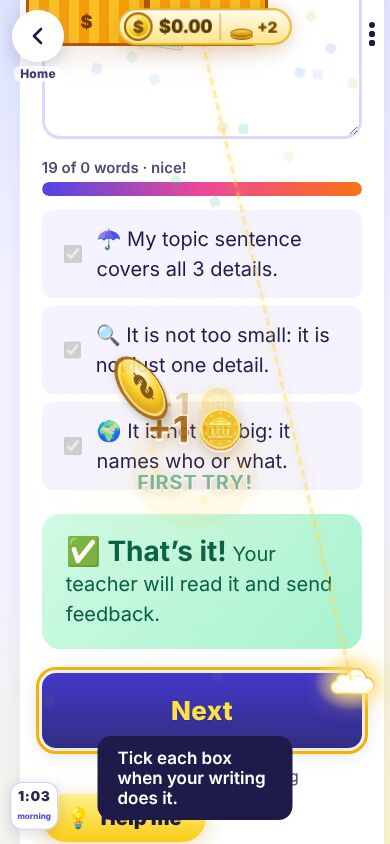 $ $ $0.00 +2
Home
19 of 0 words · nice!
☂️ My topic sentence
covers all 3 details.
🔍 It is not too small: it is
not just one detail.
+1
+1
🌍 It is not too big: it
names who or what.
FIRST TRY!
✅ That's it! Your
teacher will read it and send
feedback.
Next
Tick each box
when your writing
does it.
1:03
morning
💡 Help me